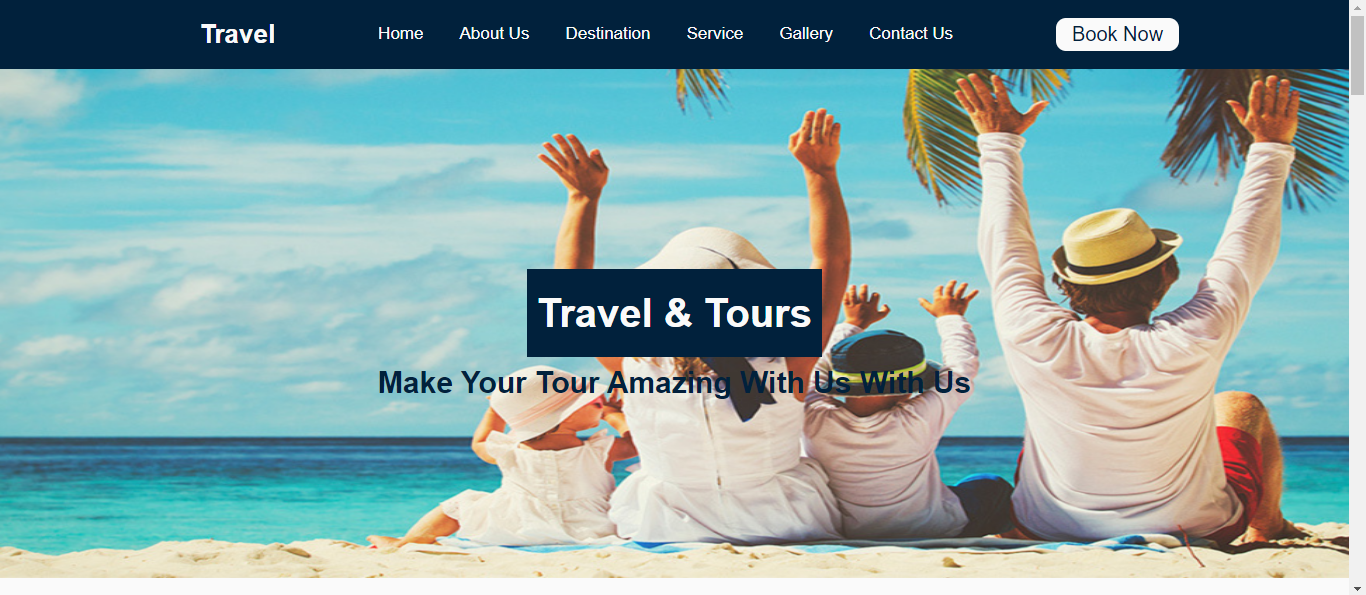 Travel Home About Us Destination Service Gallery Contact Us Book Now
Travel & Tours
Make Your Tour Amazing With Us With Us